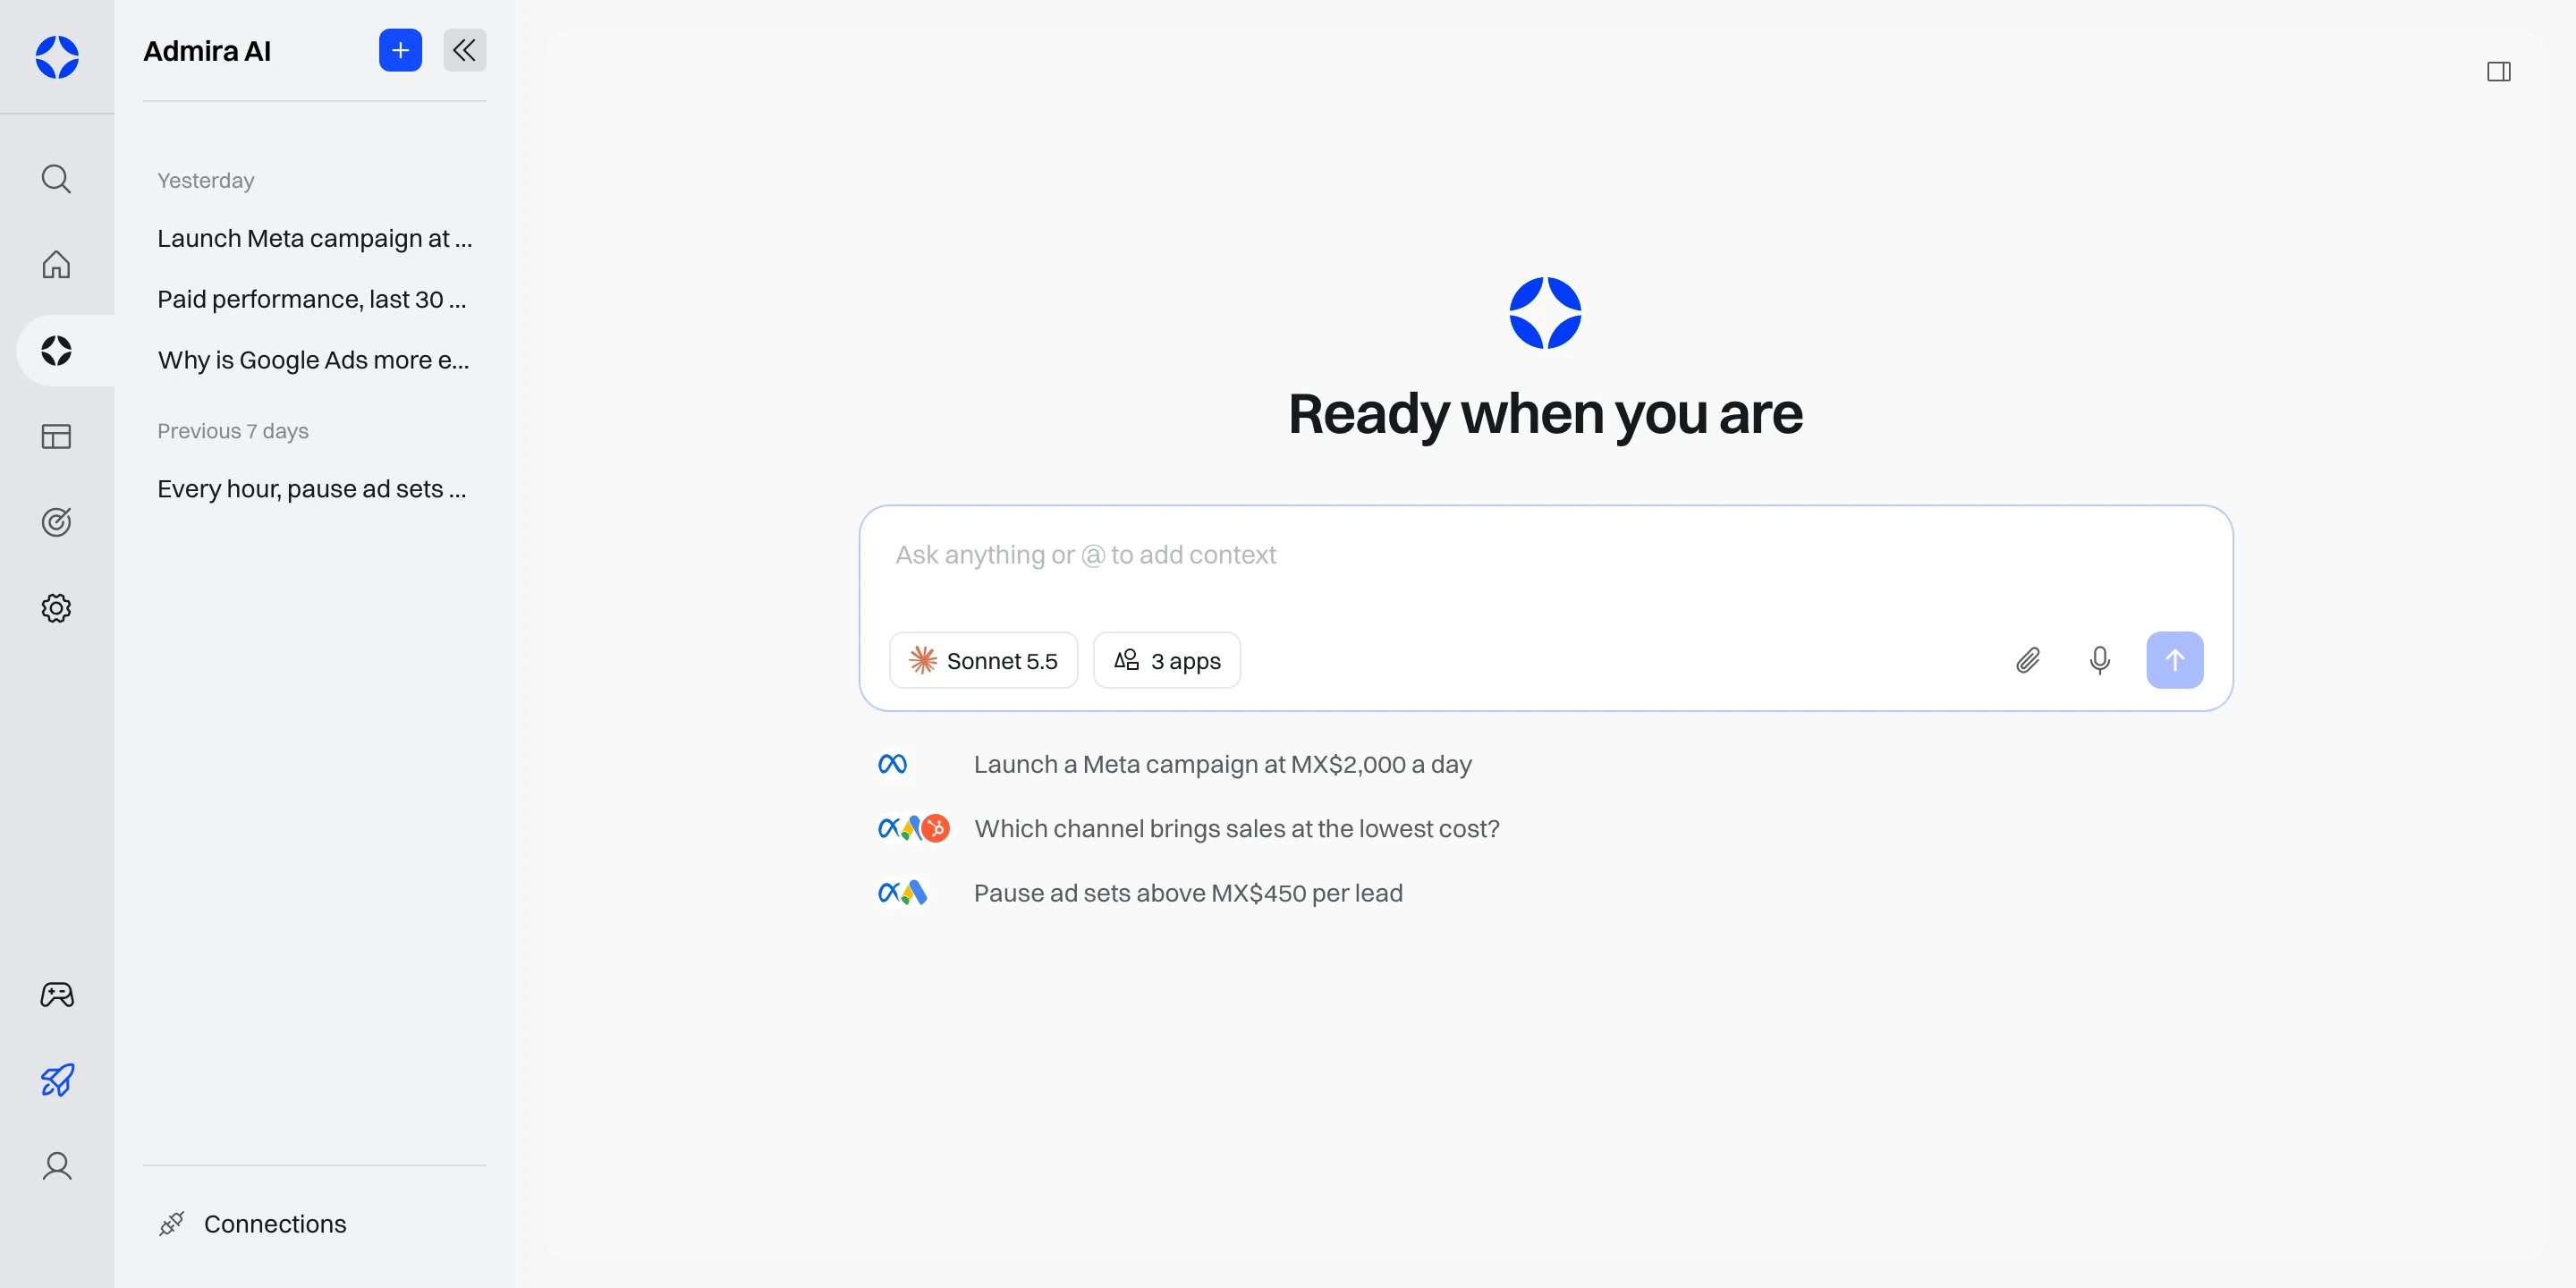 Admira AI
Yesterday
Launch Meta campaign at ...
Paid performance, last 30 ...
Why is Google Ads more e...
Previous 7 days
Every hour, pause ad sets ...
Connections
Ready when you are
Ask anything or @ to add context
Sonnet 5.5
3 apps
Launch a Meta campaign at MX$2,000 a day
Which channel brings sales at the lowest cost?
Pause ad sets above MX$450 per lead